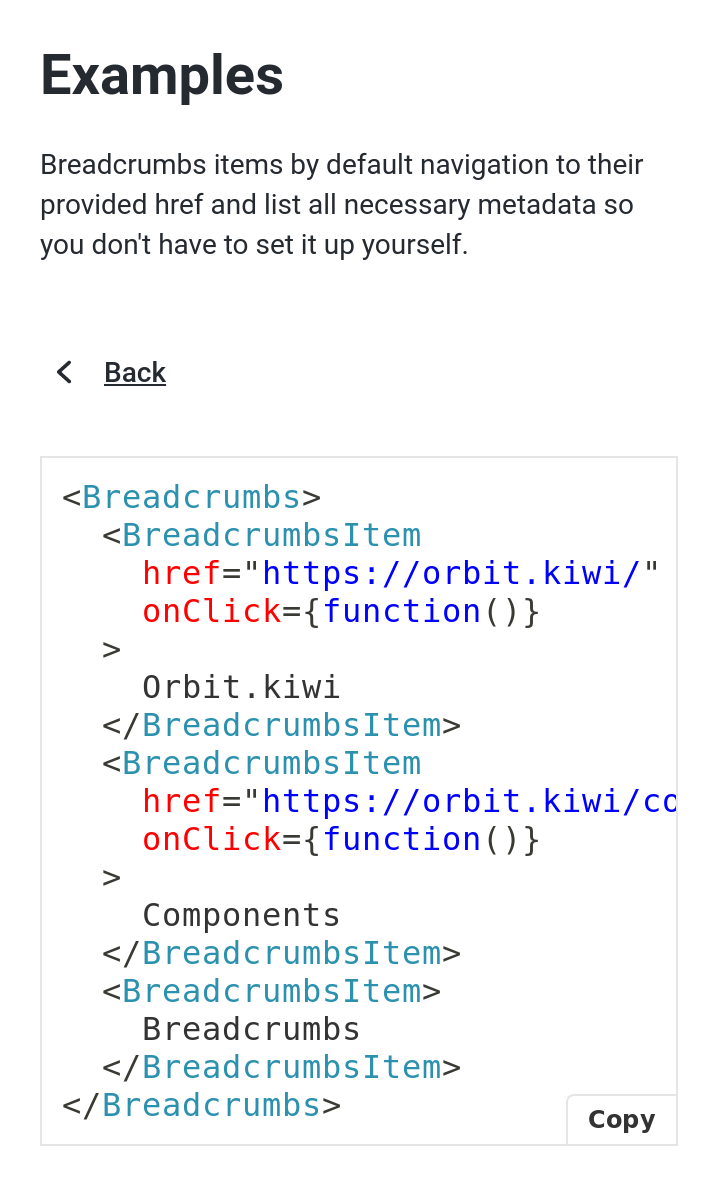 Examples
Breadcrumbs items by default navigation to their
provided href and list all necessary metadata so
you don't have to set it up yourself.
Back
<Breadcrumbs>
  <BreadcrumbsItem
    href="https://orbit.kiwi/"
    onClick={function()}
  >
    Orbit.kiwi
  </BreadcrumbsItem>
  <BreadcrumbsItem
    href="https://orbit.kiwi/co
    onClick={function()}
  >
    Components
  </BreadcrumbsItem>
  <BreadcrumbsItem>
    Breadcrumbs
  </BreadcrumbsItem>
</Breadcrumbs>
Copy